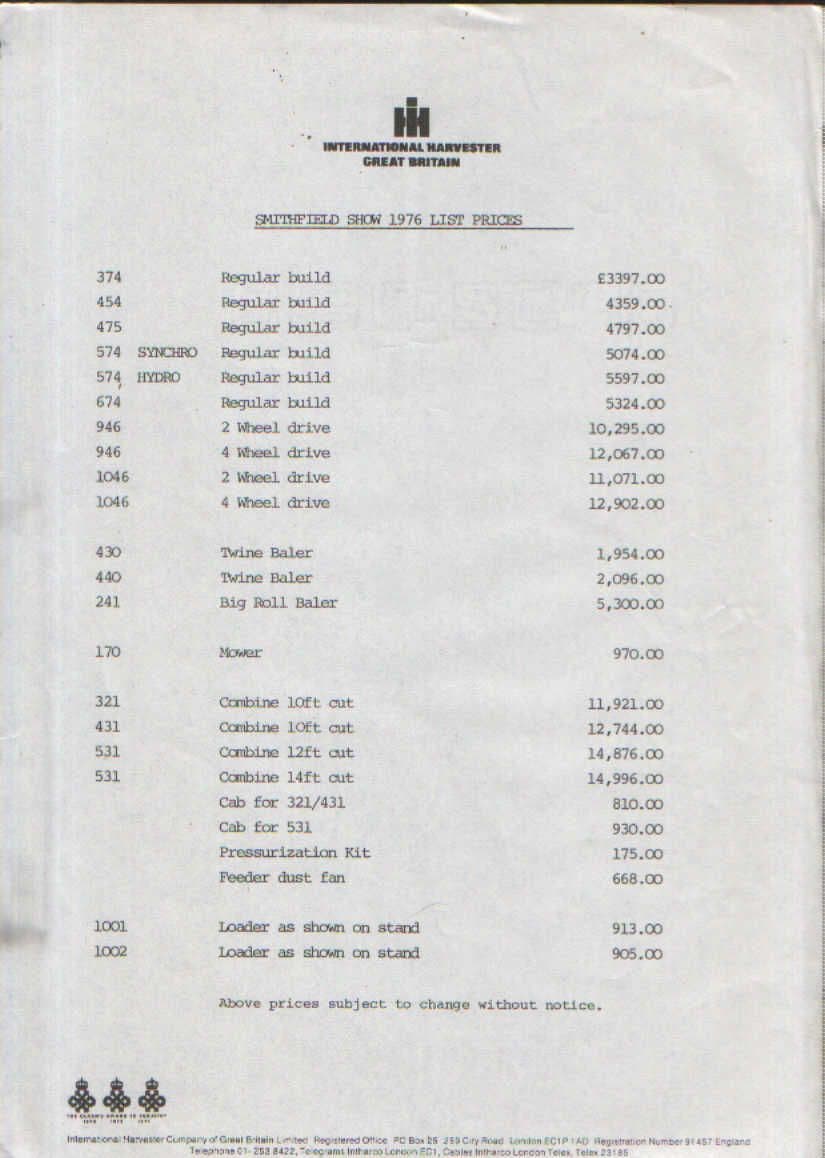 IH
INTERNATIONAL HARVESTER
GREAT BRITAIN
SMITHFIELD SHOW 1976 LIST PRICES
374 Regular build £3397.00
454 Regular build 4359.00
475 Regular build 4797.00
574 SYNCHRO Regular build 5074.00
574 HYDRO Regular build 5597.00
674 Regular build 5324.00
946 2 Wheel drive 10,295.00
946 4 Wheel drive 12,067.00
1046 2 Wheel drive 11,071.00
1046 4 Wheel drive 12,902.00
430 Twine Baler 1,954.00
440 Twine Baler 2,096.00
241 Big Roll Baler 5,300.00
170 Mower 970.00
321 Combine 10ft cut 11,921.00
431 Combine 10ft cut 12,744.00
531 Combine 12ft cut 14,876.00
531 Combine 14ft cut 14,996.00
Cab for 321/431 810.00
Cab for 531 930.00
Pressurization Kit 175.00
Feeder dust fan 668.00
1001 Loader as shown on stand 913.00
1002 Loader as shown on stand 905.00
Above prices subject to change without notice.
THE QUEEN'S AWARD TO INDUSTRY
International Harvester Company of Great Britain Limited Registered Office PO Box 25 259 City Road London EC1P 1AD Registration Number 91457 England
Telephone 01-253 8422, Telegrams Intharco London EC1, Cables Intharco London Telex, Telex 23185